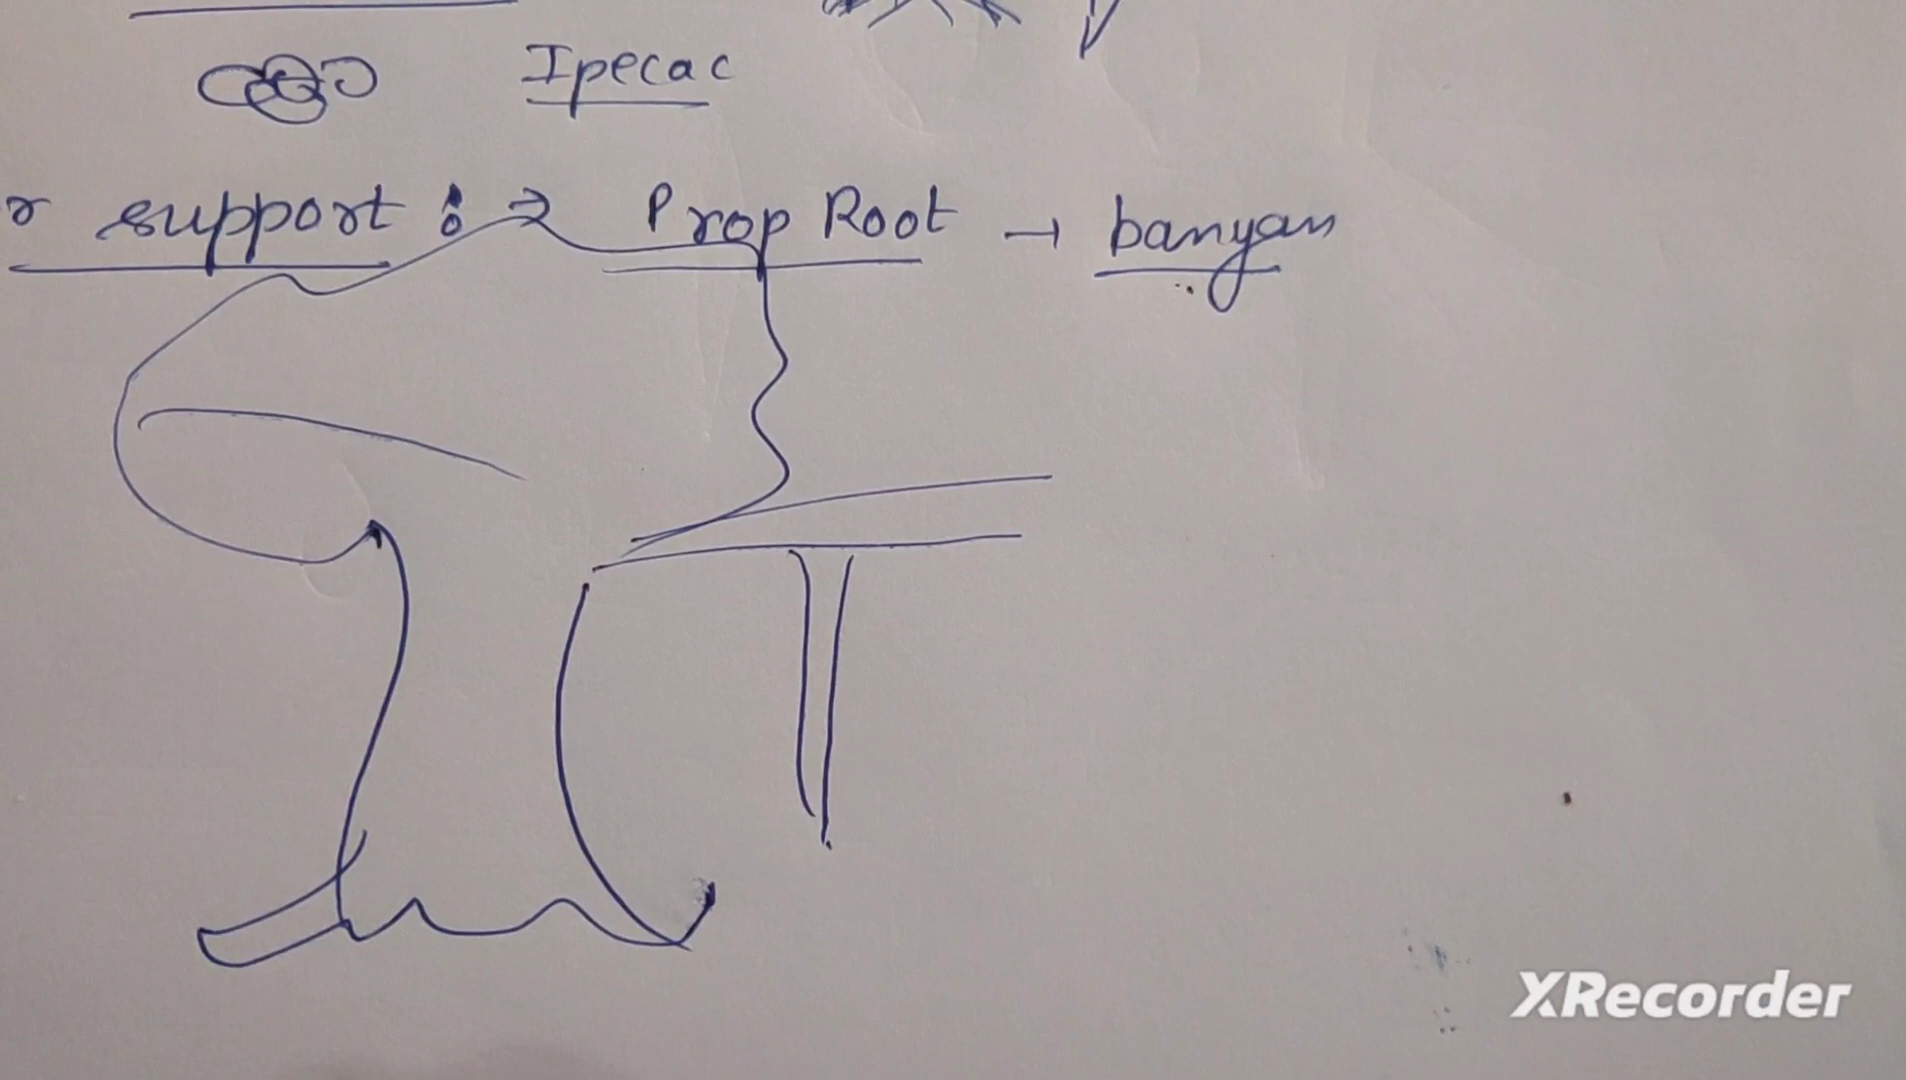 Ipecac
r support : → Prop Root → banyan
XRecorder